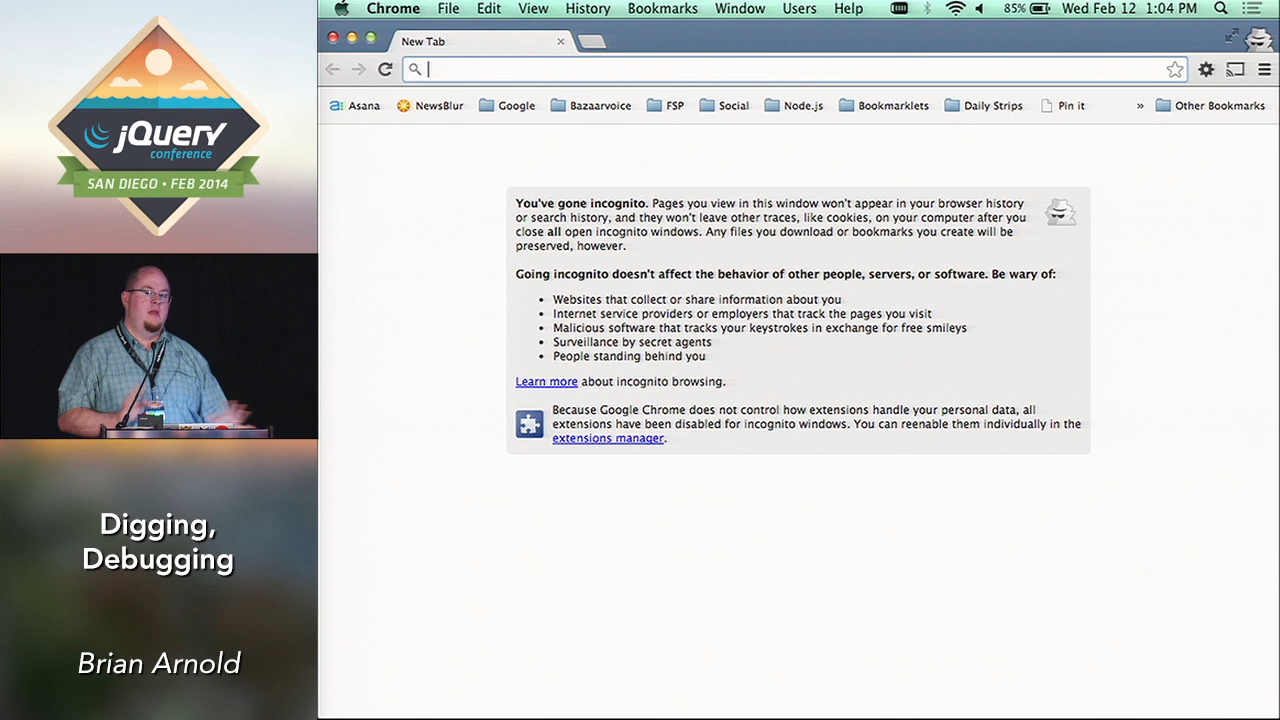 jQuery
conference
SAN DIEGO • FEB 2014
Digging,
Debugging
Brian Arnold
Chrome File Edit View History Bookmarks Window Users Help 85% Wed Feb 12 1:04 PM
New Tab
Asana NewsBlur Google Bazaarvoice FSP Social Node.js Bookmarklets Daily Strips Pin it » Other Bookmarks
You've gone incognito. Pages you view in this window won't appear in your browser history
or search history, and they won't leave other traces, like cookies, on your computer after you
close all open incognito windows. Any files you download or bookmarks you create will be
preserved, however.
Going incognito doesn't affect the behavior of other people, servers, or software. Be wary of:
• Websites that collect or share information about you
• Internet service providers or employers that track the pages you visit
• Malicious software that tracks your keystrokes in exchange for free smileys
• Surveillance by secret agents
• People standing behind you
Learn more about incognito browsing.
Because Google Chrome does not control how extensions handle your personal data, all
extensions have been disabled for incognito windows. You can reenable them individually in the
extensions manager.